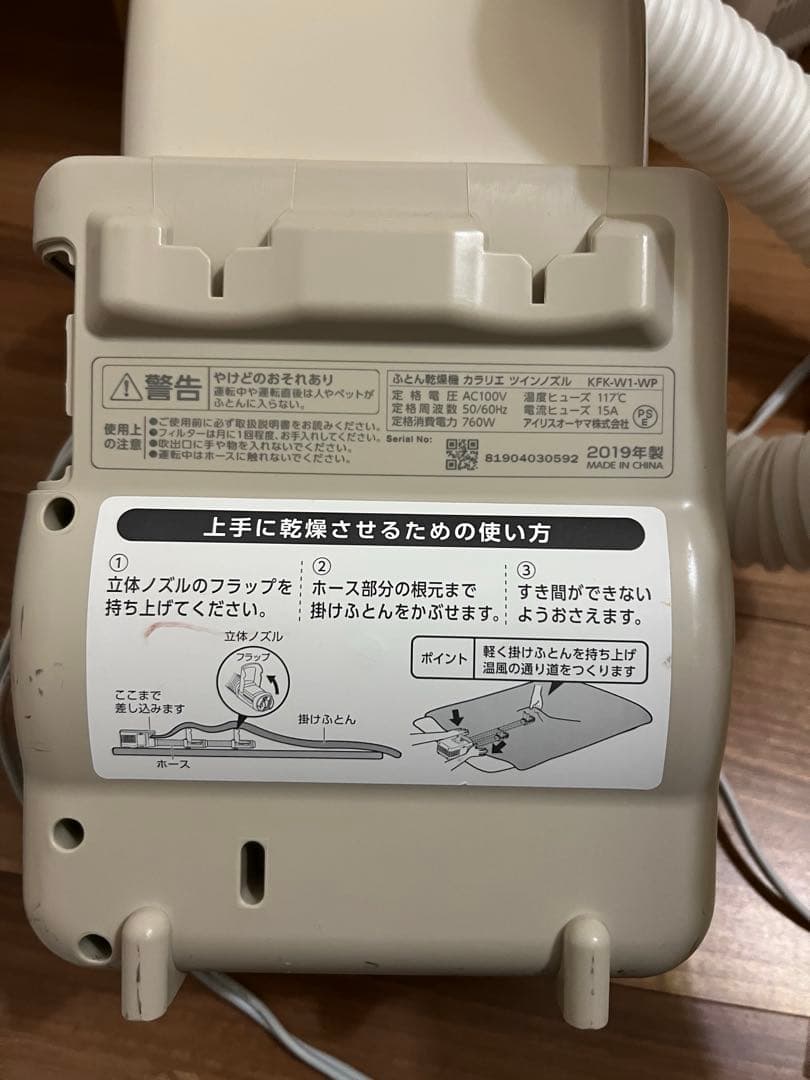 警告
やけどのおそれあり
運転中や運転直後は人やペットが
ふとんに入らない。
使用上
の注意
●ご使用前に必ず取扱説明書をお読みください。
●フィルターは月に1回程度、お手入れしてください。
●吹出口に手や物を入れないでください。
●運転中はホースに触れないでください。
ふとん乾燥機 カラリエ ツインノズル KFK-W1-WP
定格電圧 AC100V 温度ヒューズ 117℃
定格周波数 50/60Hz 電流ヒューズ 15A
定格消費電力 760W アイリスオーヤマ株式会社
PS
E
Serial No:
81904030592
2019年製
MADE IN CHINA
上手に乾燥させるための使い方
①
立体ノズルのフラップを
持ち上げてください。
②
ホース部分の根元まで
掛けふとんをかぶせます。
③
すき間ができない
ようおさえます。
立体ノズル
フラップ
ここまで
差し込みます
掛けふとん
ホース
ポイント
軽く掛けふとんを持ち上げ
温風の通り道をつくります